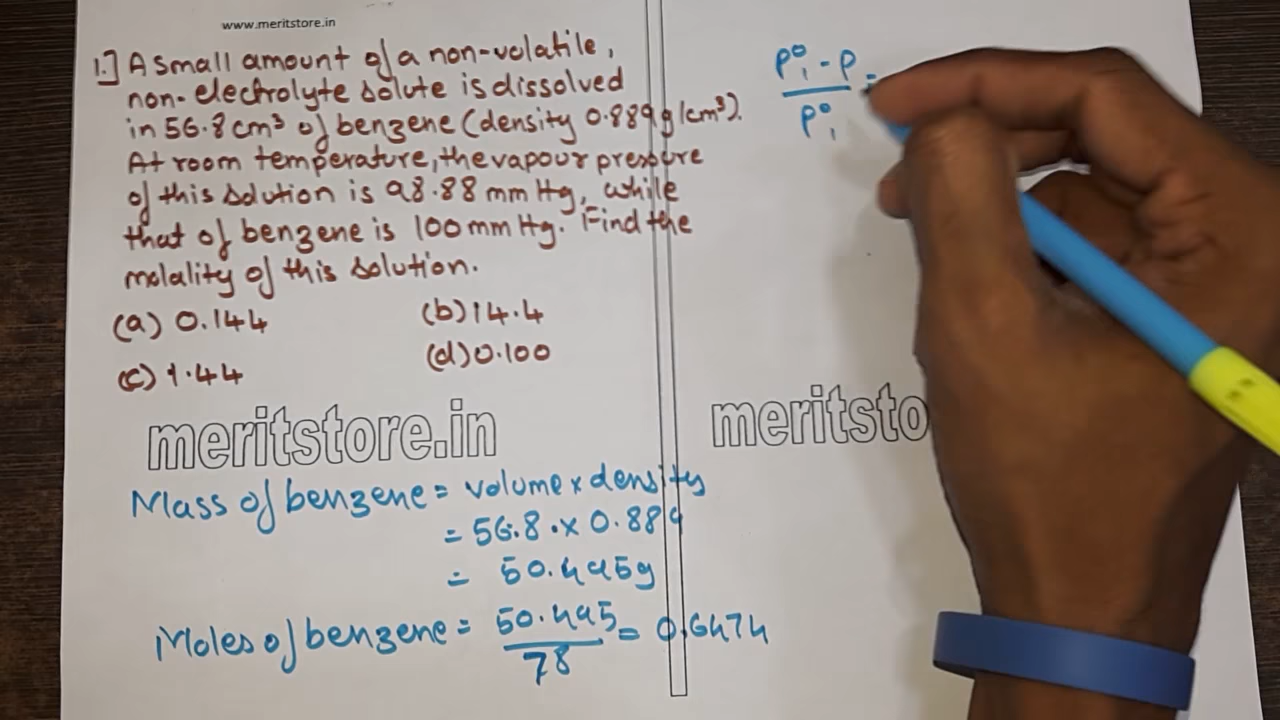 www.meritstore.in
1.] A small amount of a non-volatile,
non-electrolyte solute is dissolved
in 56.8 cm³ of benzene (density 0.889 g/cm³).
At room temperature, the vapour pressure
of this solution is 98.88 mm Hg, while
that of benzene is 100 mm Hg. Find the
molality of this solution.
(a) 0.144 (b) 14.4
(c) 1.44 (d) 0.100
meritstore.in
Mass of benzene = volume x density
= 56.8 x 0.889
= 50.495g
Moles of benzene = 50.495/78 = 0.6474
P°₁ - P
P°₁ =
meritsto